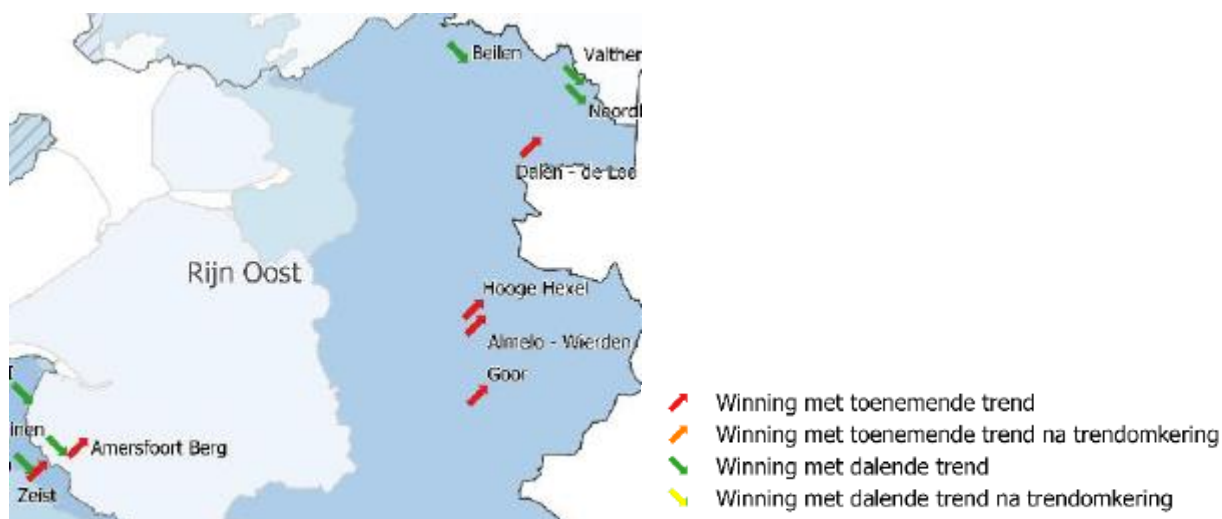 Beilen
Valther
Noordl
Dalen - de Loo
Rijn Oost
Hooge Hexel
Almelo - Wierden
Goor
inen
Amersfoort Berg
Zeist
Winning met toenemende trend
Winning met toenemende trend na trendomkering
Winning met dalende trend
Winning met dalende trend na trendomkering